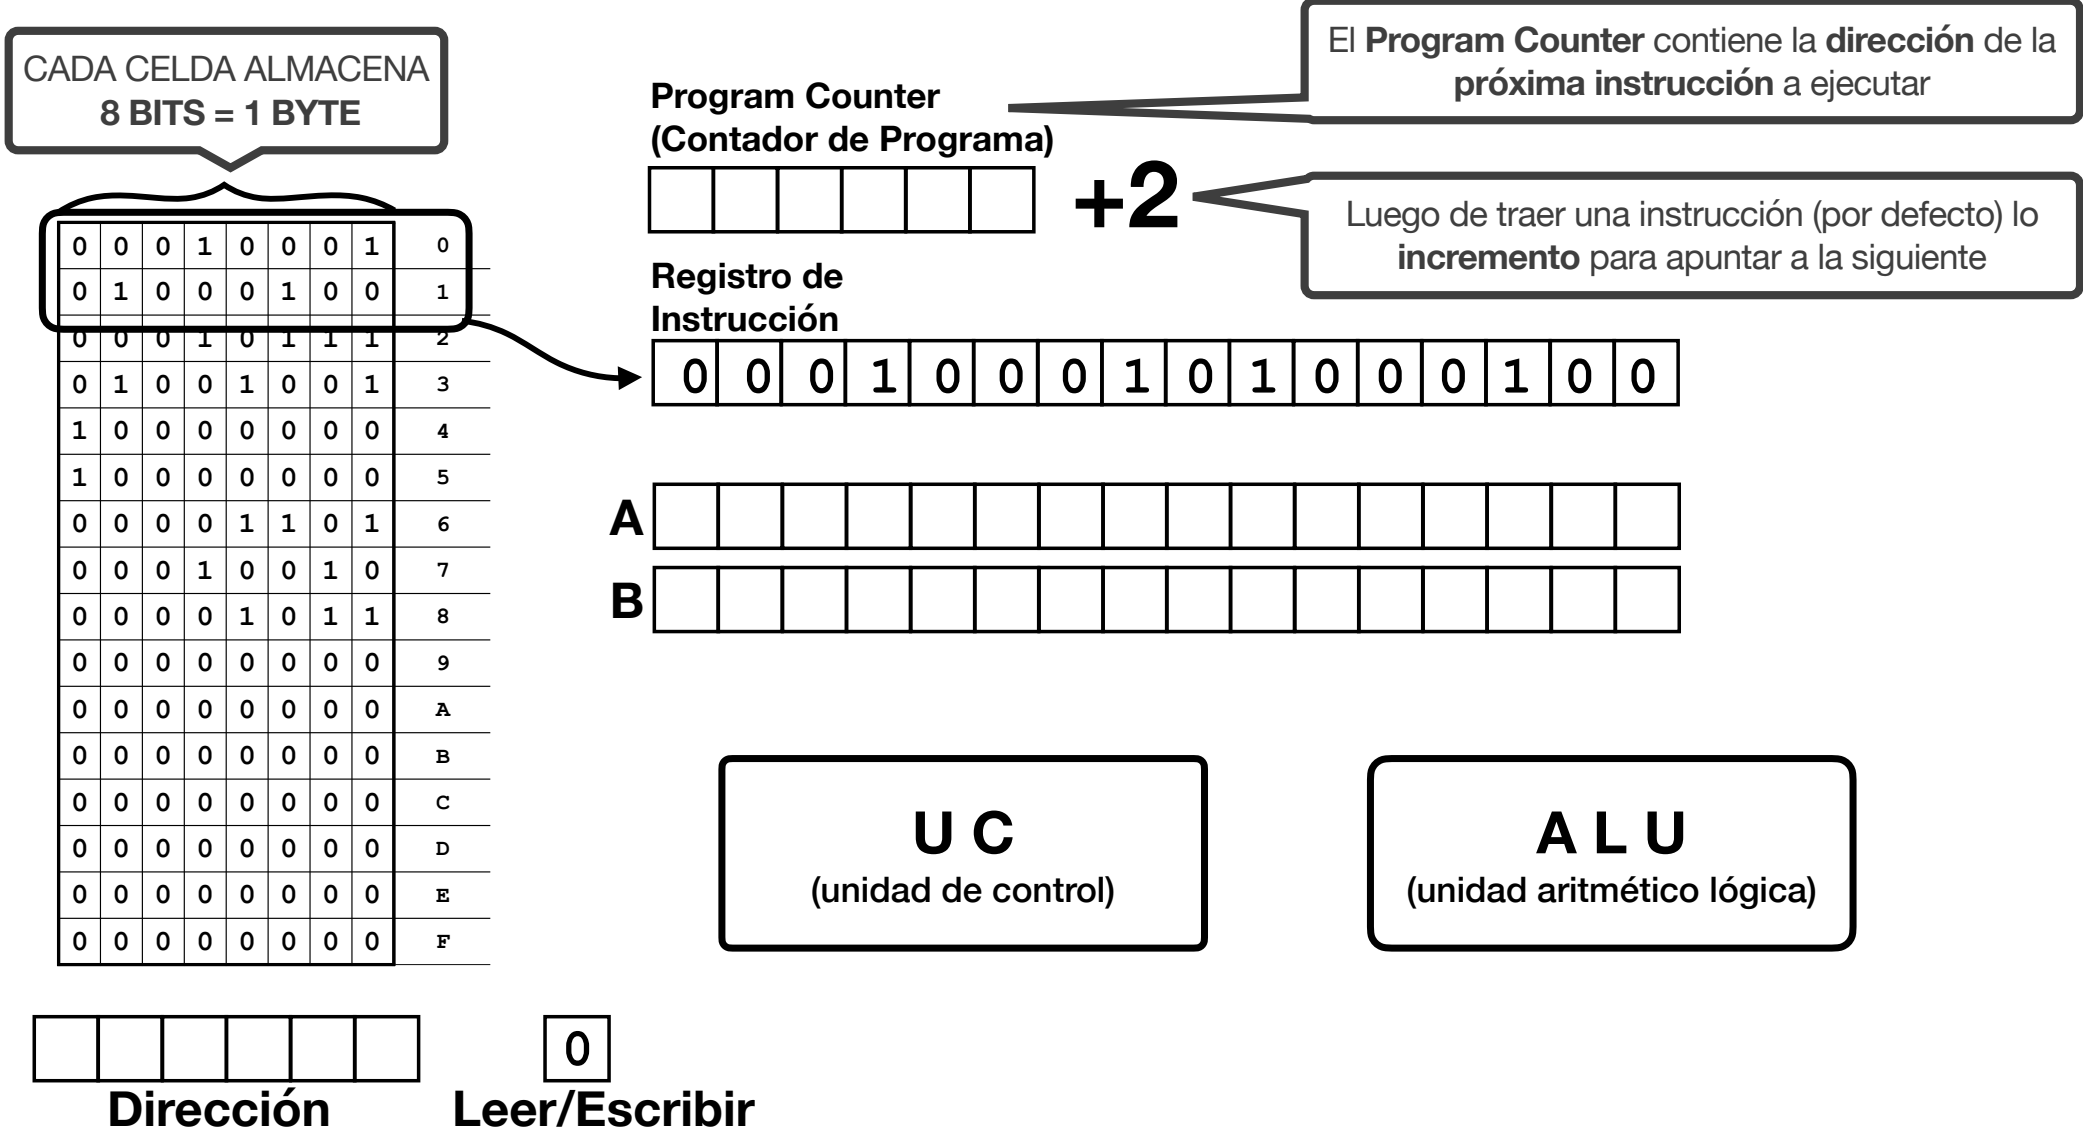 CADA CELDA ALMACENA
8 BITS = 1 BYTE
Program Counter
(Contador de Programa)
+2
El Program Counter contiene la dirección de la
próxima instrucción a ejecutar
Luego de traer una instrucción (por defecto) lo
incremento para apuntar a la siguiente
Registro de
Instrucción
0 0 0 1 0 0 0 1 0 1 0 0 0 1 0 0
0 0 0 1 0 0 0 1 0
0 1 0 0 0 1 0 0 1
0 0 0 1 0 1 1 1 2
0 1 0 0 1 0 0 1 3
1 0 0 0 0 0 0 0 4
1 0 0 0 0 0 0 0 5
0 0 0 0 1 1 0 1 6
0 0 0 1 0 0 1 0 7
0 0 0 0 1 0 1 1 8
0 0 0 0 0 0 0 0 9
0 0 0 0 0 0 0 0 A
0 0 0 0 0 0 0 0 B
0 0 0 0 0 0 0 0 C
0 0 0 0 0 0 0 0 D
0 0 0 0 0 0 0 0 E
0 0 0 0 0 0 0 0 F
A
B
U C
(unidad de control)
A L U
(unidad aritmético lógica)
0
Dirección
Leer/Escribir